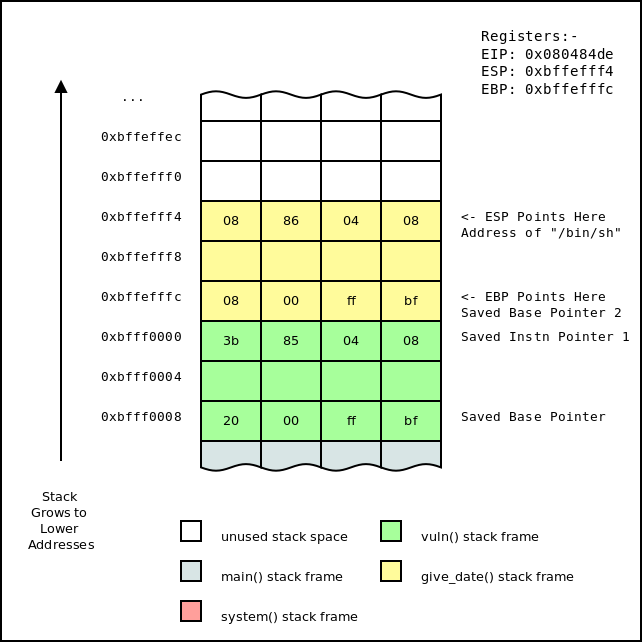 Registers:-
EIP: 0x080484de
ESP: 0xbffefff4
EBP: 0xbffefffc
...
0xbffeffec
0xbffefff0
0xbffefff4 08 86 04 08 <- ESP Points Here
Address of "/bin/sh"
0xbffefff8
0xbffefffc 08 00 ff bf <- EBP Points Here
Saved Base Pointer 2
0xbfff0000 3b 85 04 08 Saved Instn Pointer 1
0xbfff0004
0xbfff0008 20 00 ff bf Saved Base Pointer
Stack
Grows to
Lower
Addresses
unused stack space vuln() stack frame
main() stack frame give_date() stack frame
system() stack frame